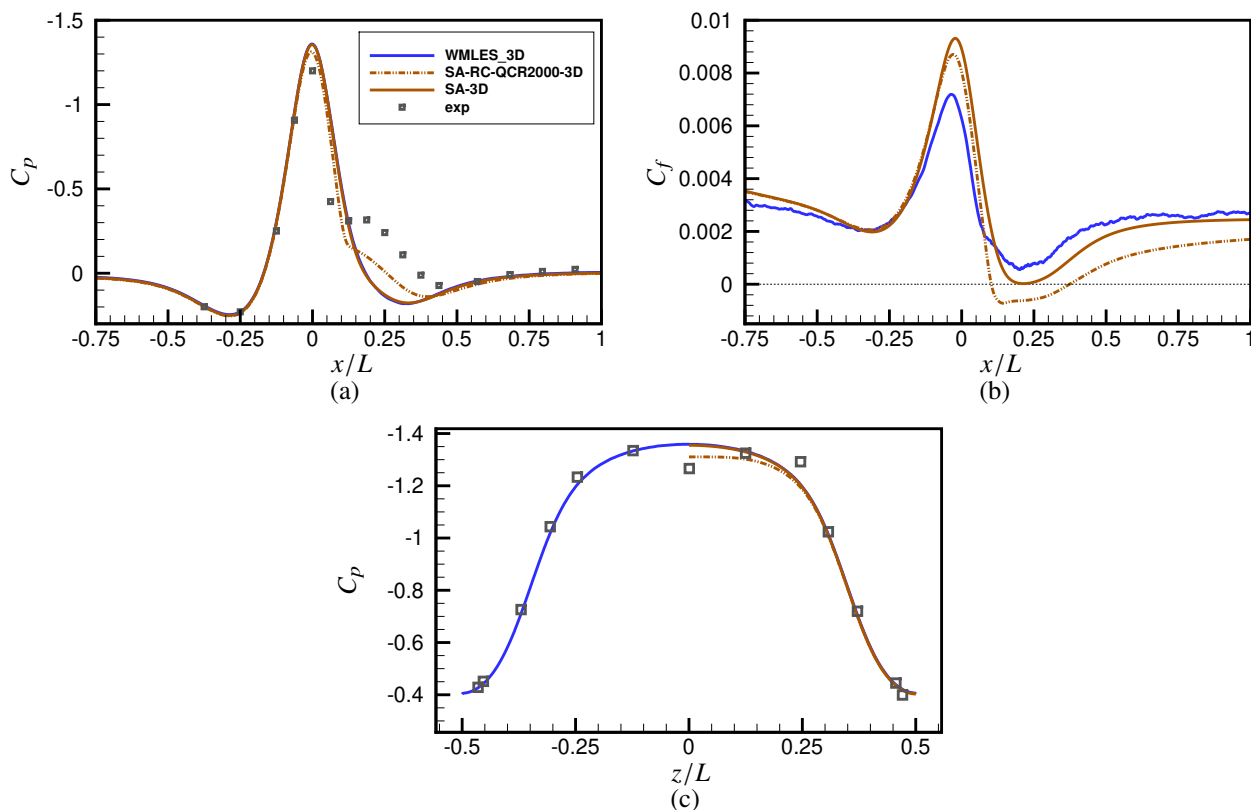 -1.5
-1
-0.5
0
C_p
WMLES_3D
SA-RC-QCR2000-3D
SA-3D
exp
-0.75 -0.5 -0.25 0 0.25 0.5 0.75 1
x/L
(a)
0.01
0.008
0.006
0.004
0.002
0
C_f
-0.75 -0.5 -0.25 0 0.25 0.5 0.75 1
x/L
(b)
-1.4
-1.2
-1
-0.8
-0.6
-0.4
C_p
-0.5 -0.25 0 0.25 0.5
z/L
(c)